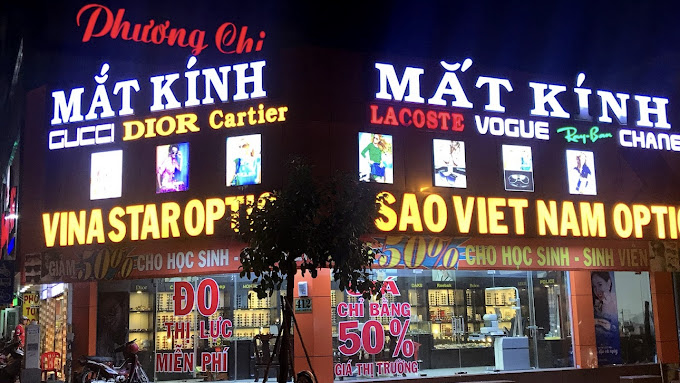 Phương Chi
MẮT KÍNH
GUCCI DIOR Cartier
VINA STAR OPTIC
GIẢM 50% CHO HỌC SINH -
ĐO
THỊ LỰC
MIỄN PHÍ
MẮT KÍNH
LACOSTE VOGUE Ray-Ban CHANE
SAO VIET NAM OPTIC
50% CHO HỌC SINH - SINH VIÊN
412
GIÁ
CHỈ BẰNG
50%
GIÁ THỊ TRƯỜNG